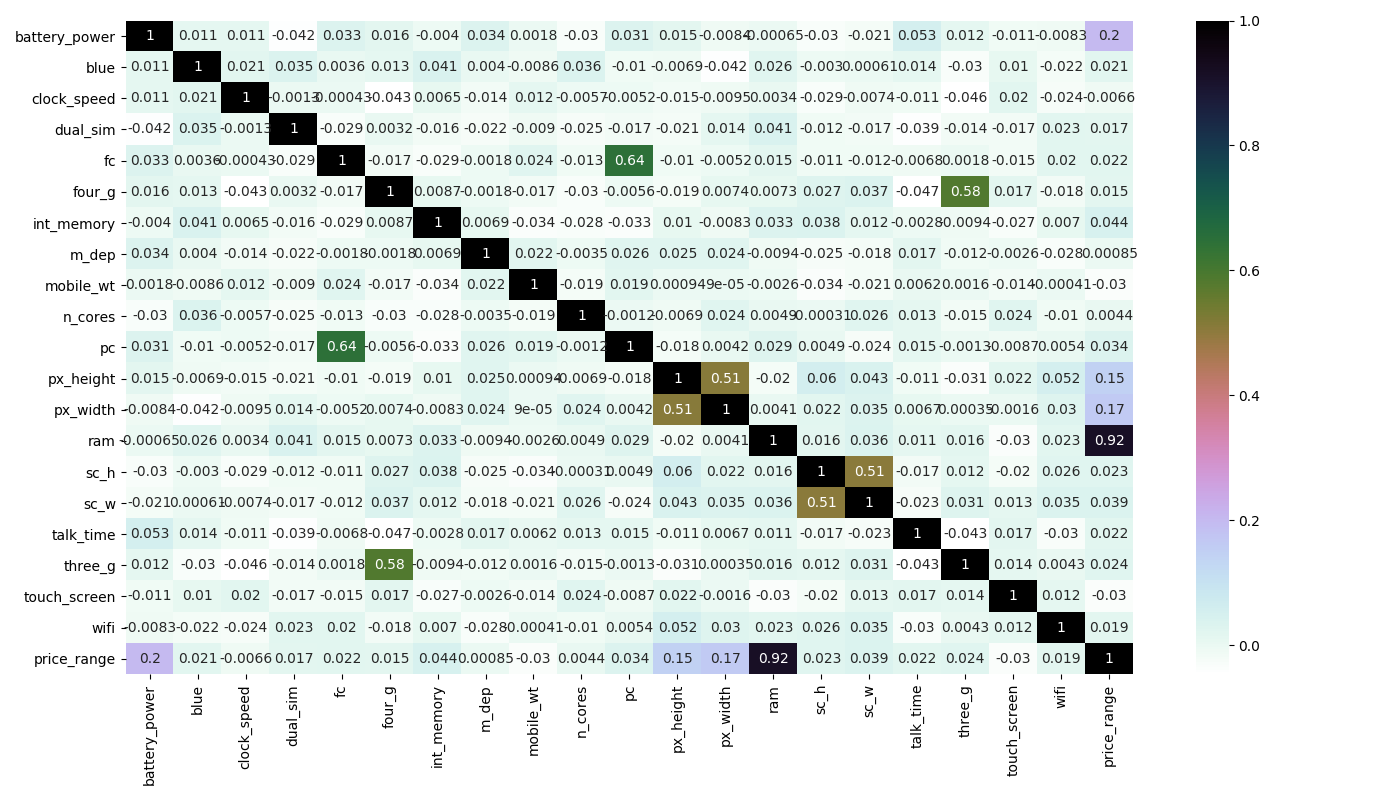 battery_power 1 0.011 0.011 -0.042 0.033 0.016 -0.004 0.034 0.0018 -0.03 0.031 0.015 -0.0084 -0.00065 -0.03 -0.021 0.053 0.012 -0.011 -0.0083 0.2 1.0
blue 0.011 1 0.021 0.035 0.0036 0.013 0.041 0.004 -0.0086 0.036 -0.01 -0.0069 -0.042 0.026 -0.003 0.00061 0.014 -0.03 0.01 -0.022 0.021
clock_speed 0.011 0.021 1 -0.0013 -0.00043 -0.043 0.0065 -0.014 0.012 -0.0057 -0.0052 -0.015 -0.0095 0.0034 -0.029 -0.0074 -0.011 -0.046 0.02 -0.024 -0.0066
dual_sim -0.042 0.035 -0.0013 1 -0.029 0.0032 -0.016 -0.022 -0.009 -0.025 -0.017 -0.021 0.014 0.041 -0.012 -0.017 -0.039 -0.014 -0.017 0.023 0.017 0.8
fc 0.033 0.0036 -0.00043 -0.029 1 -0.017 -0.029 -0.0018 0.024 -0.013 0.64 -0.01 -0.0052 0.015 -0.011 -0.012 -0.0068 0.0018 -0.015 0.02 0.022
four_g 0.016 0.013 -0.043 0.0032 -0.017 1 0.0087 -0.0018 -0.017 -0.03 -0.0056 -0.019 0.0074 0.0073 0.027 0.037 -0.047 0.58 0.017 -0.018 0.015
int_memory -0.004 0.041 0.0065 -0.016 -0.029 0.0087 1 0.0069 -0.034 -0.028 -0.033 0.01 -0.0083 0.033 0.038 0.012 -0.0028 -0.0094 -0.027 0.007 0.044
m_dep 0.034 0.004 -0.014 -0.022 -0.0018 -0.0018 0.0069 1 0.022 -0.0035 0.026 0.025 0.024 -0.0094 -0.025 -0.018 0.017 -0.012 -0.0026 -0.028 0.00085 0.6
mobile_wt 0.0018 -0.0086 0.012 -0.009 0.024 -0.017 -0.034 0.022 1 -0.019 0.019 0.00094 9e-05 -0.0026 -0.034 -0.021 0.0062 0.0016 -0.014 -0.00041 -0.03
n_cores -0.03 0.036 -0.0057 -0.025 -0.013 -0.03 -0.028 -0.0035 -0.019 1 -0.0012 -0.0069 0.024 0.0049 -0.00031 0.026 0.013 -0.015 0.024 -0.01 0.0044
pc 0.031 -0.01 -0.0052 -0.017 0.64 -0.0056 -0.033 0.026 0.019 -0.0012 1 -0.018 0.0042 0.029 0.0049 -0.024 0.015 -0.0013 -0.0087 0.0054 0.034
px_height 0.015 -0.0069 -0.015 -0.021 -0.01 -0.019 0.01 0.025 0.00094 -0.0069 -0.018 1 0.51 -0.02 0.06 0.043 -0.011 -0.031 0.022 0.052 0.15
0.4
px_width -0.0084 -0.042 -0.0095 0.014 -0.0052 0.0074 -0.0083 0.024 9e-05 0.024 0.0042 0.51 1 0.0041 0.022 0.035 0.0067 0.00035 -0.0016 0.03 0.17
ram -0.00065 0.026 0.0034 0.041 0.015 0.0073 0.033 -0.0094 -0.0026 0.0049 0.029 -0.02 0.0041 1 0.016 0.036 0.011 0.016 -0.03 0.023 0.92
sc_h -0.03 -0.003 -0.029 -0.012 -0.011 0.027 0.038 -0.025 -0.034 -0.00031 0.0049 0.06 0.022 0.016 1 0.51 -0.017 0.012 -0.02 0.026 0.023
sc_w -0.021 0.00061 -0.0074 -0.017 -0.012 0.037 0.012 -0.018 -0.021 0.026 -0.024 0.043 0.035 0.036 0.51 1 -0.023 0.031 0.013 0.035 0.039
0.2
talk_time 0.053 0.014 -0.011 -0.039 -0.0068 -0.047 -0.0028 0.017 0.0062 0.013 0.015 -0.011 0.0067 0.011 -0.017 -0.023 1 -0.043 0.017 -0.03 0.022
three_g 0.012 -0.03 -0.046 -0.014 0.0018 0.58 -0.0094 -0.012 0.0016 -0.015 -0.0013 -0.031 0.00035 0.016 0.012 0.031 -0.043 1 0.014 0.0043 0.024
touch_screen -0.011 0.01 0.02 -0.017 -0.015 0.017 -0.027 -0.0026 -0.014 0.024 -0.0087 0.022 -0.0016 -0.03 -0.02 0.013 0.017 0.014 1 0.012 -0.03
wifi -0.0083 -0.022 -0.024 0.023 0.02 -0.018 0.007 -0.028 -0.00041 -0.01 0.0054 0.052 0.03 0.023 0.026 0.035 -0.03 0.0043 0.012 1 0.019
0.0
price_range 0.2 0.021 -0.0066 0.017 0.022 0.015 0.044 0.00085 -0.03 0.0044 0.034 0.15 0.17 0.92 0.023 0.039 0.022 0.024 -0.03 0.019 1
battery_power blue clock_speed dual_sim fc four_g int_memory m_dep mobile_wt n_cores pc px_height px_width ram sc_h sc_w talk_time three_g touch_screen wifi price_range